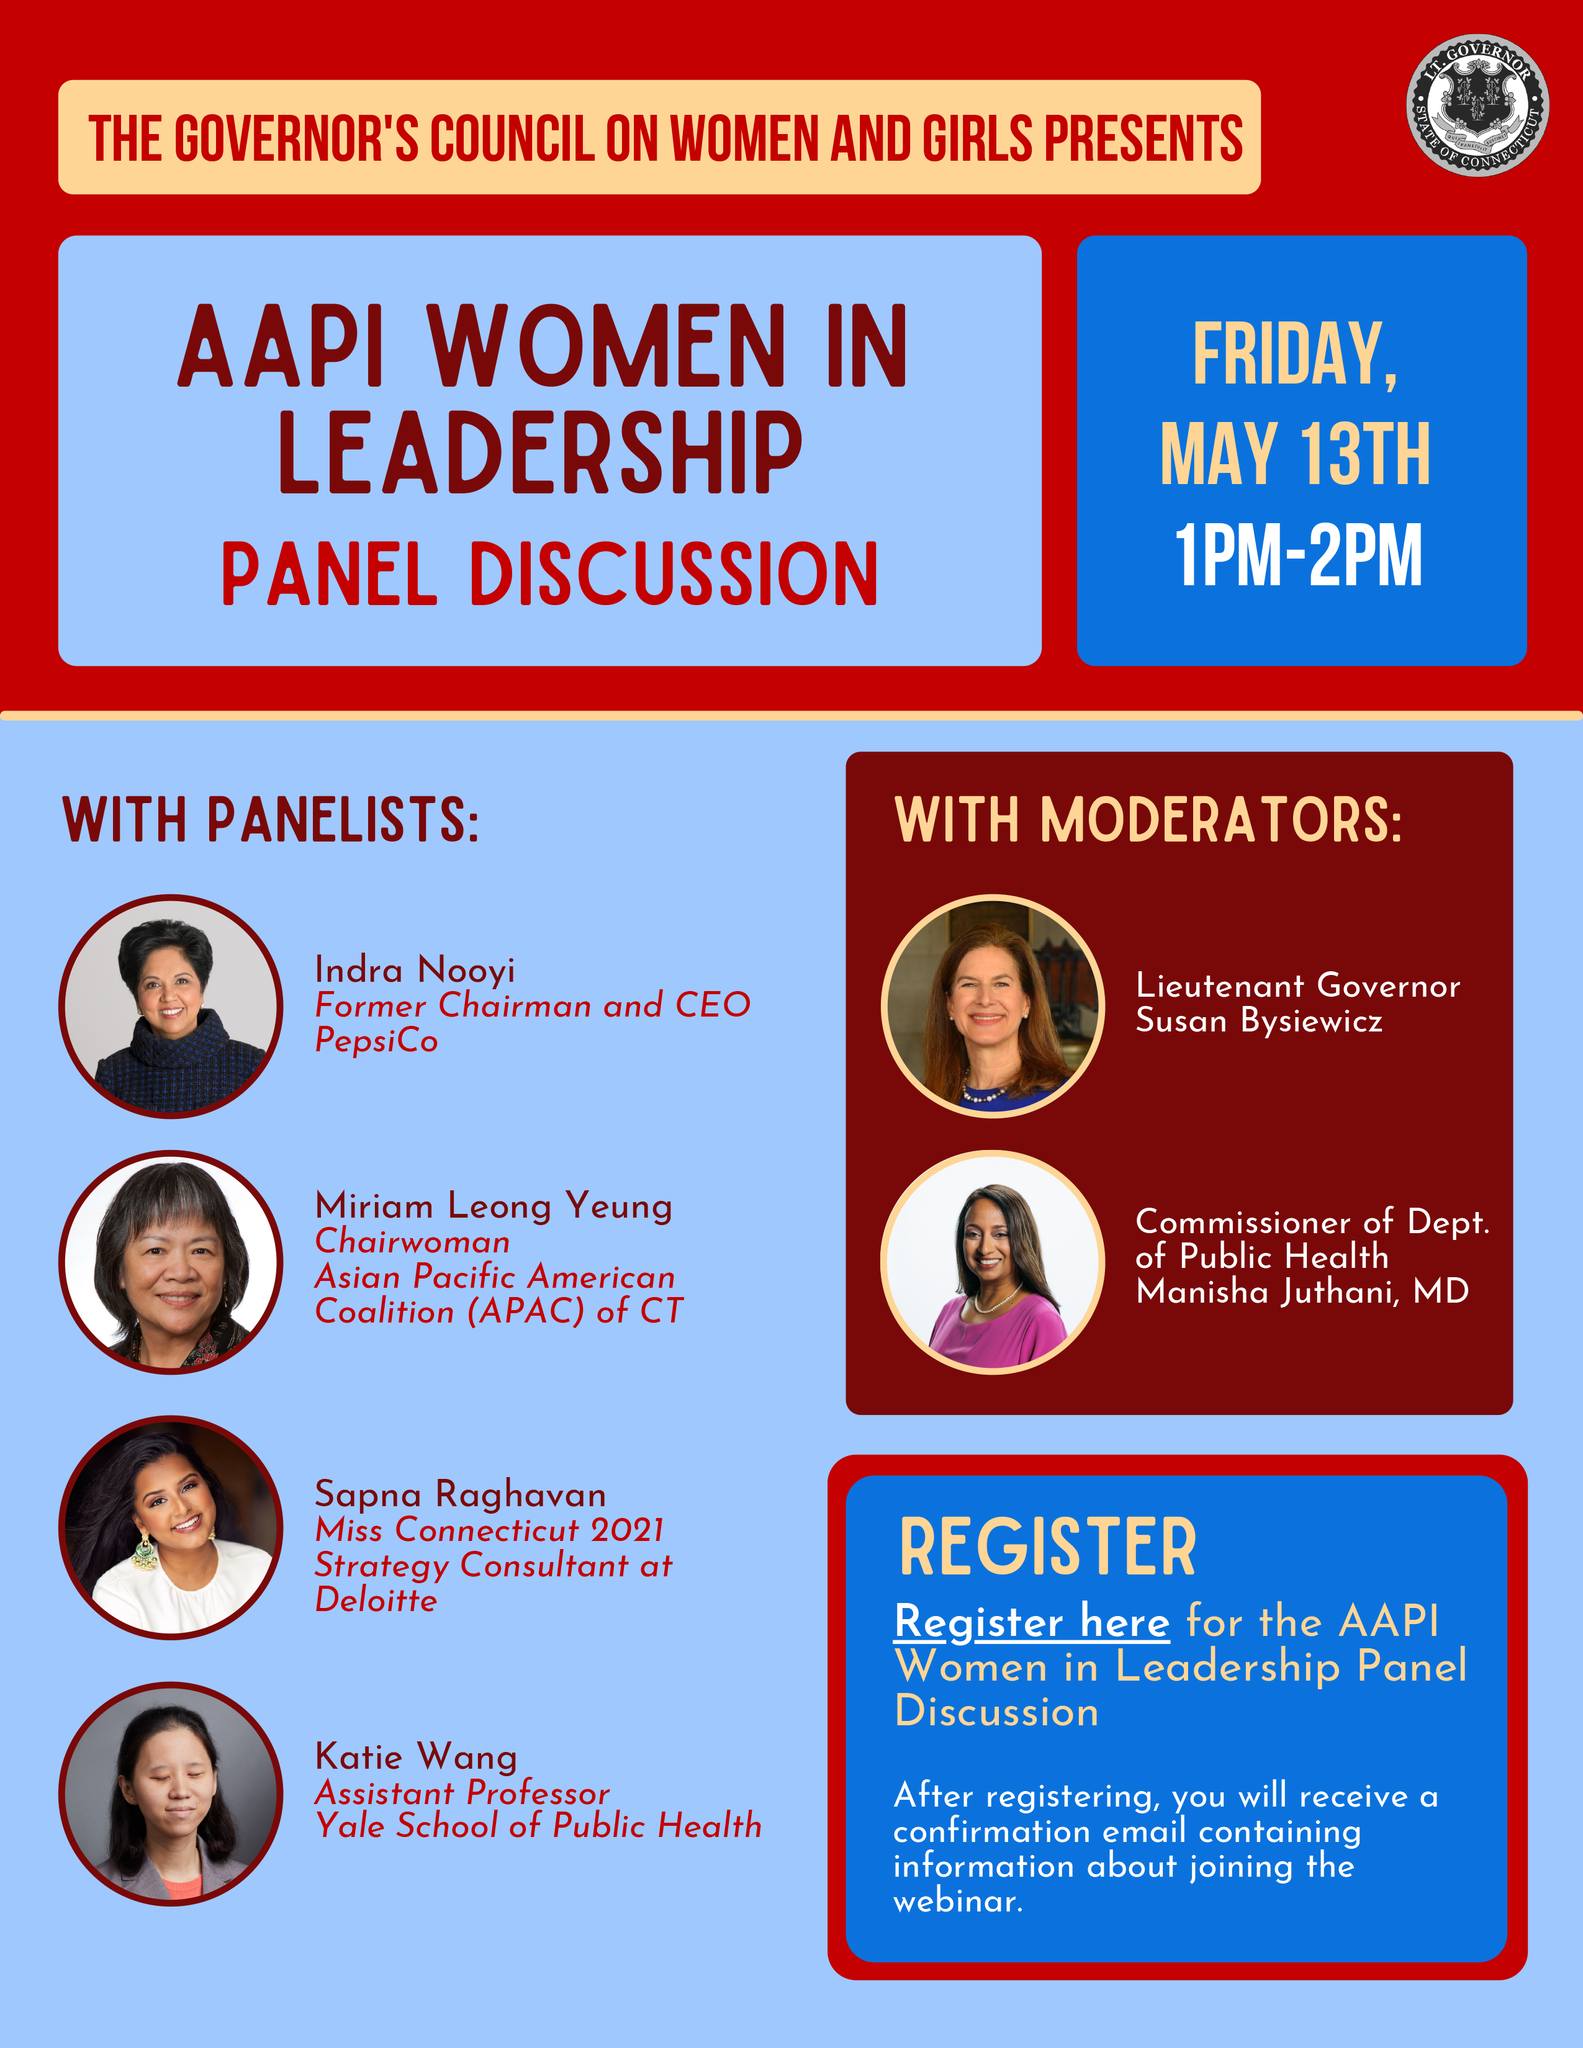 THE GOVERNOR'S COUNCIL ON WOMEN AND GIRLS PRESENTS
LT. GOVERNOR
STATE OF CONNECTICUT
AAPI WOMEN IN
LEADERSHIP
PANEL DISCUSSION
FRIDAY,
MAY 13TH
1PM-2PM
WITH PANELISTS:
Indra Nooyi
Former Chairman and CEO
PepsiCo
Miriam Leong Yeung
Chairwoman
Asian Pacific American
Coalition (APAC) of CT
Sapna Raghavan
Miss Connecticut 2021
Strategy Consultant at
Deloitte
Katie Wang
Assistant Professor
Yale School of Public Health
WITH MODERATORS:
Lieutenant Governor
Susan Bysiewicz
Commissioner of Dept.
of Public Health
Manisha Juthani, MD
REGISTER
Register here for the AAPI
Women in Leadership Panel
Discussion
After registering, you will receive a
confirmation email containing
information about joining the
webinar.